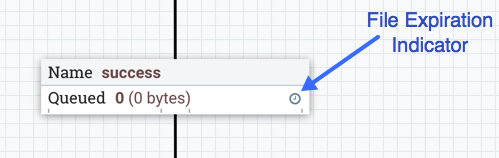 File Expiration
Indicator
Name success
Queued 0 (0 bytes)